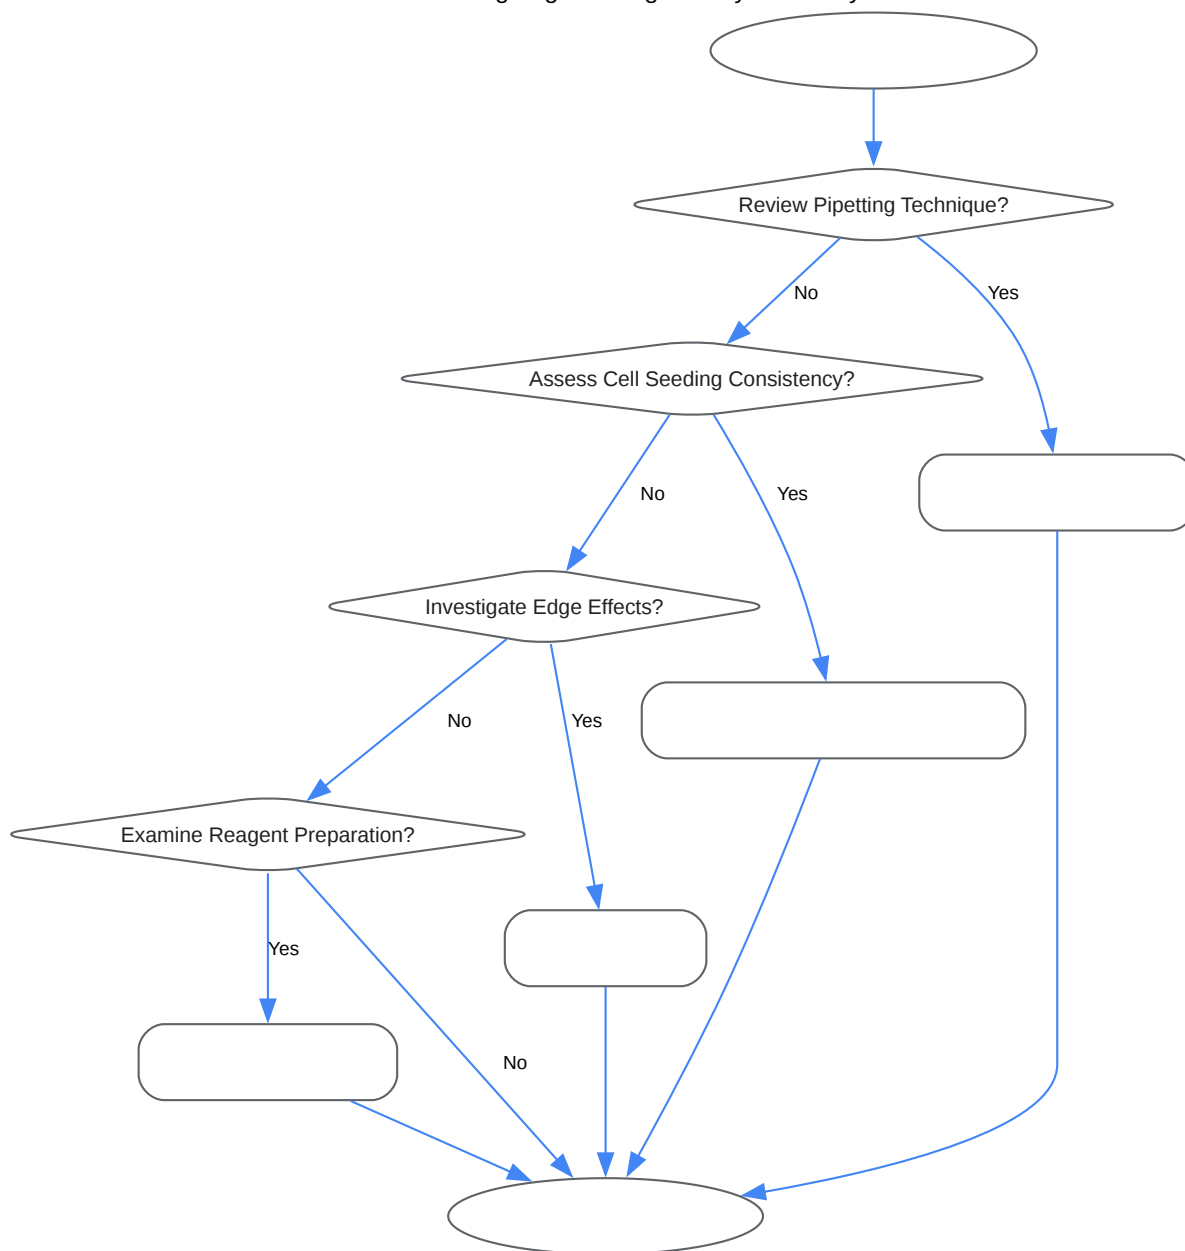 Review Pipetting Technique?
No
Yes
Assess Cell Seeding Consistency?
No
Yes
Investigate Edge Effects?
No
Yes
Examine Reagent Preparation?
Yes
No